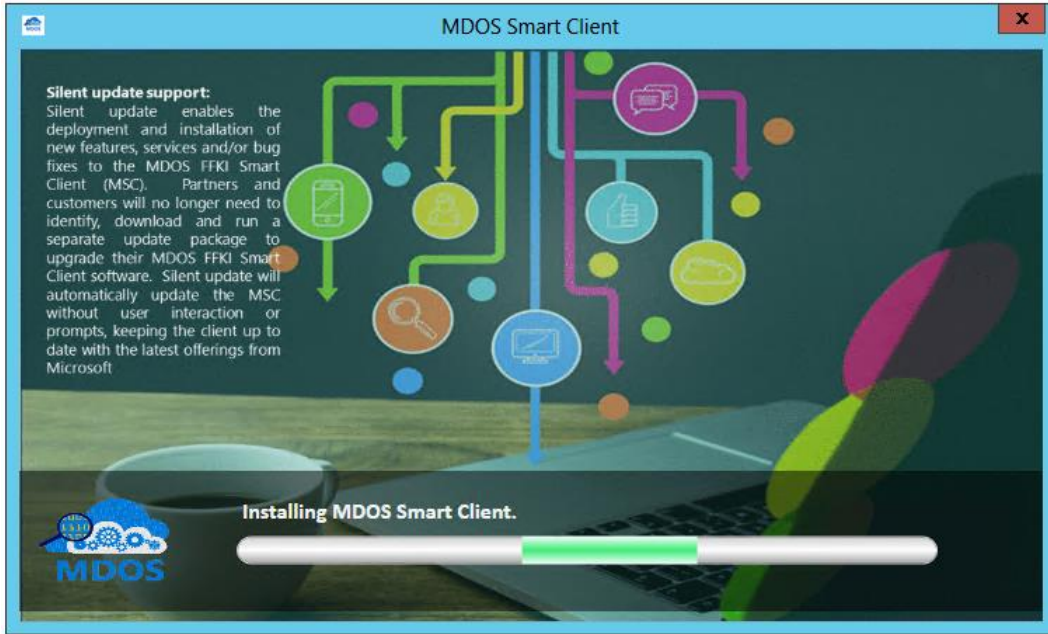 MDOS Smart Client
Silent update support:
Silent update enables the
deployment and installation of
new features, services and/or bug
fixes to the MDOS FFKI Smart
Client (MSC). Partners and
customers will no longer need to
identify, download and run a
separate update package to
upgrade their MDOS FFKI Smart
Client software. Silent update will
automatically update the MSC
without user interaction or
prompts, keeping the client up to
date with the latest offerings from
Microsoft
Installing MDOS Smart Client.
MDOS